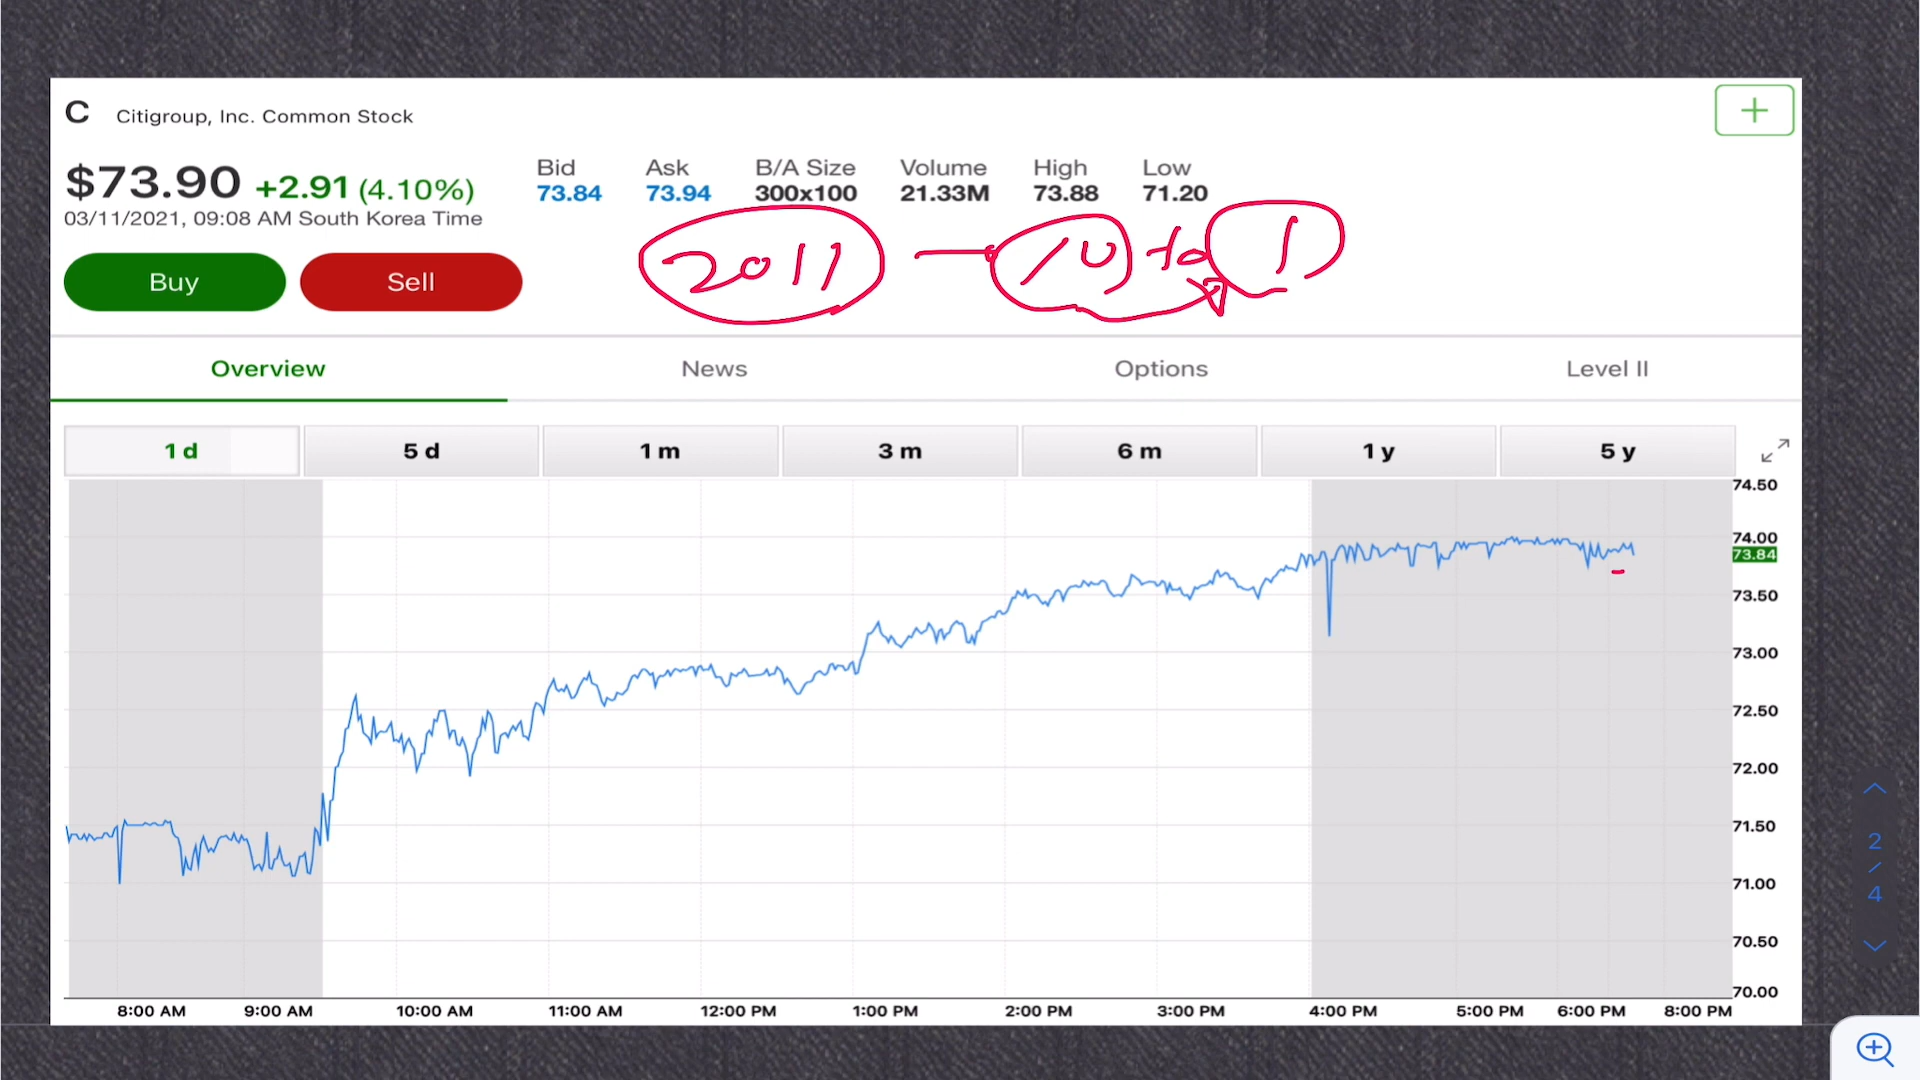 C Citigroup, Inc. Common Stock
$73.90 +2.91 (4.10%)
03/11/2021, 09:08 AM South Korea Time
Bid Ask B/A Size Volume High Low
73.84 73.94 300x100 21.33M 73.88 71.20
2011 10 to 1
Buy Sell
Overview News Options Level II
1 d 5 d 1 m 3 m 6 m 1 y 5 y
74.50
74.00
73.84
73.50
73.00
72.50
72.00
71.50
71.00
70.50
70.00
8:00 AM 9:00 AM 10:00 AM 11:00 AM 12:00 PM 1:00 PM 2:00 PM 3:00 PM 4:00 PM 5:00 PM 6:00 PM 8:00 PM
2
/
4